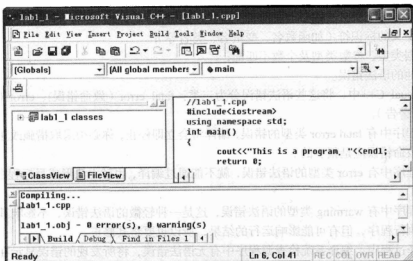 lab1_1 - Microsoft Visual C++ - [lab1_1.cpp]
File Edit View Insert Project Build Tools Window Help
(Globals) [All global members main
lab1_1 classes
ClassView FileView
//lab1_1.cpp
#include<iostream>
using namespace std;
int main()
{
cout<<"This is a program. "<<endl;
return 0;
}
Compiling...
lab1_1.cpp
lab1_1.obj - 0 error(s), 0 warning(s)
Build Debug Find in Files 1
Ready Ln 6, Col 41 REC COL OVR READ